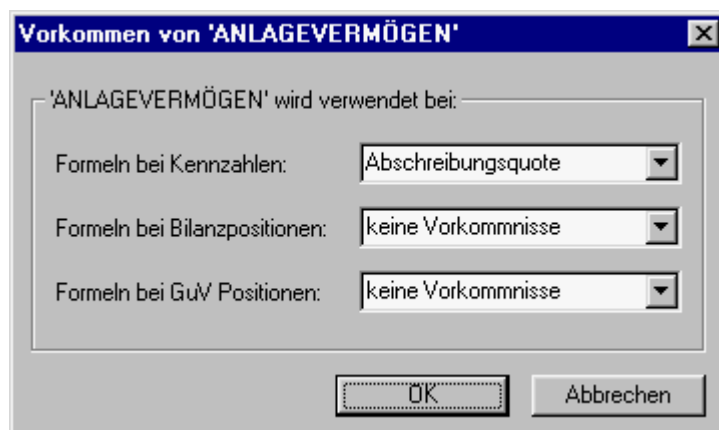 Vorkommen von 'ANLAGEVERMÖGEN'
'ANLAGEVERMÖGEN' wird verwendet bei:
Formeln bei Kennzahlen: Abschreibungsquote
Formeln bei Bilanzpositionen: keine Vorkommnisse
Formeln bei GuV Positionen: keine Vorkommnisse
OK Abbrechen